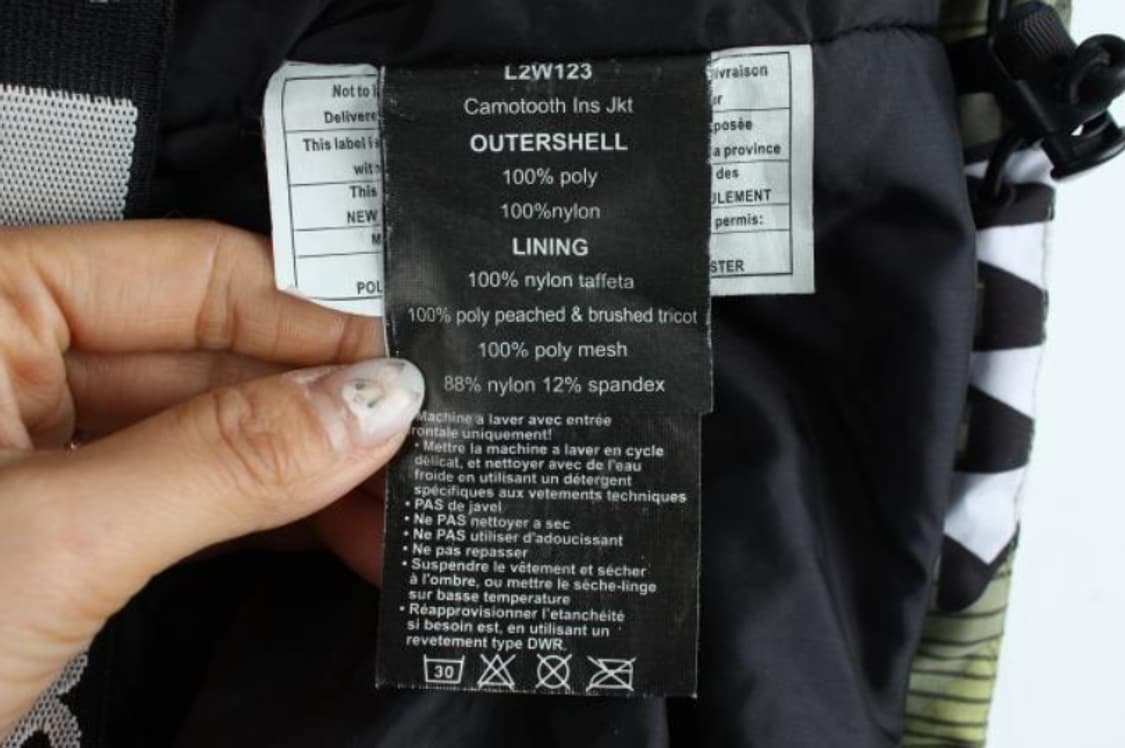 L2W123
Camotooth Ins Jkt
OUTERSHELL
100% poly
100%nylon
LINING
100% nylon taffeta
100% poly peached & brushed tricot
100% poly mesh
88% nylon 12% spandex
Machine a laver avec entrée
rontale uniquement!
• Mettre la machine a laver en cycle
délicat, et nettoyer avec de l'eau
froide en utilisant un détergent
spécifiques aux vetements techniques
• PAS de javel
• Ne PAS nettoyer a sec
• Ne PAS utiliser d'adoucissant
• Ne pas repasser
• Suspendre le vêtement et sécher
à l'ombre, ou mettre le sèche-linge
sur basse temperature
• Réapprovisionner l'etanchéité
si besoin est, en utilisant un
revetement type DWR.
30
Not to
Delivere
This label is
wit
This
NEW
M
POL
ivraison
ur
posée
a province
des
ULEMENT
permis:
STER